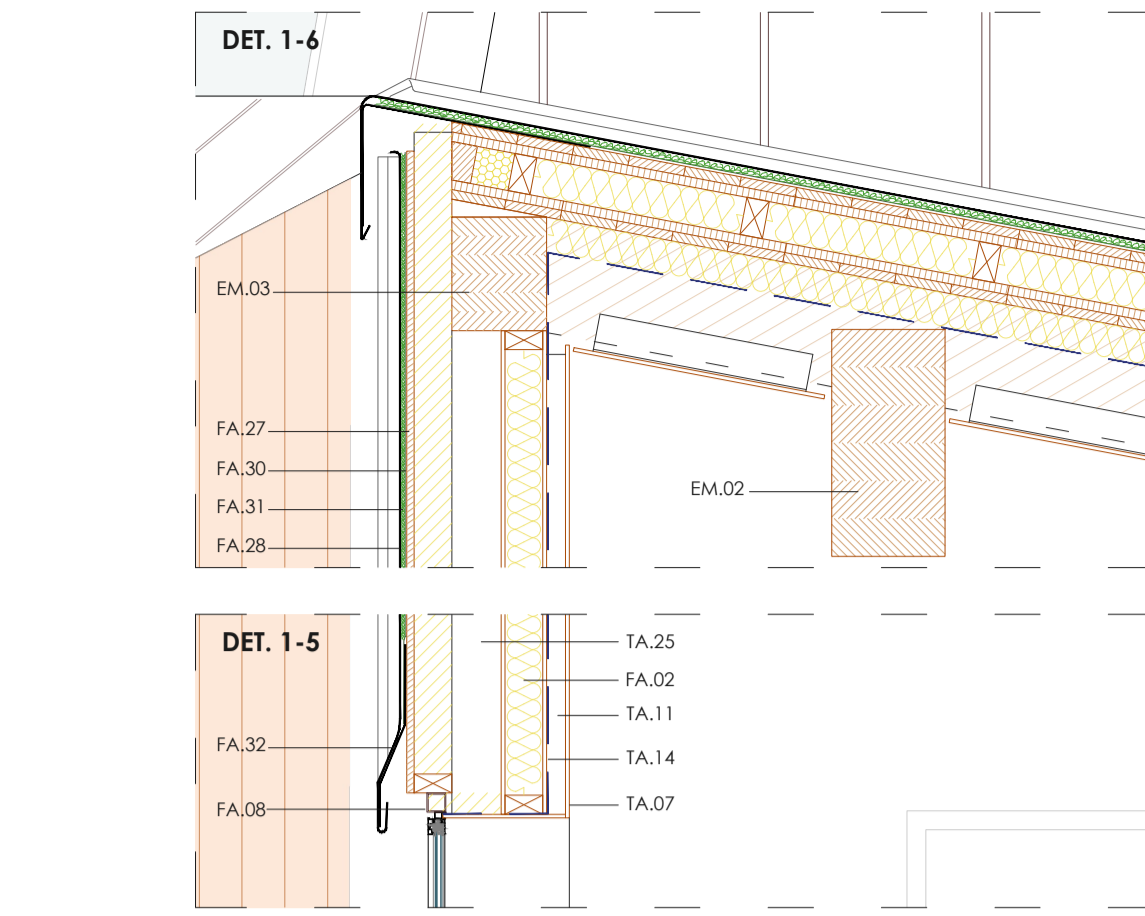 DET. 1-6
EM.03
FA.27
FA.30
EM.02
FA.31
FA.28
DET. 1-5
TA.25
FA.02
TA.11
FA.32
TA.14
TA.07
FA.08